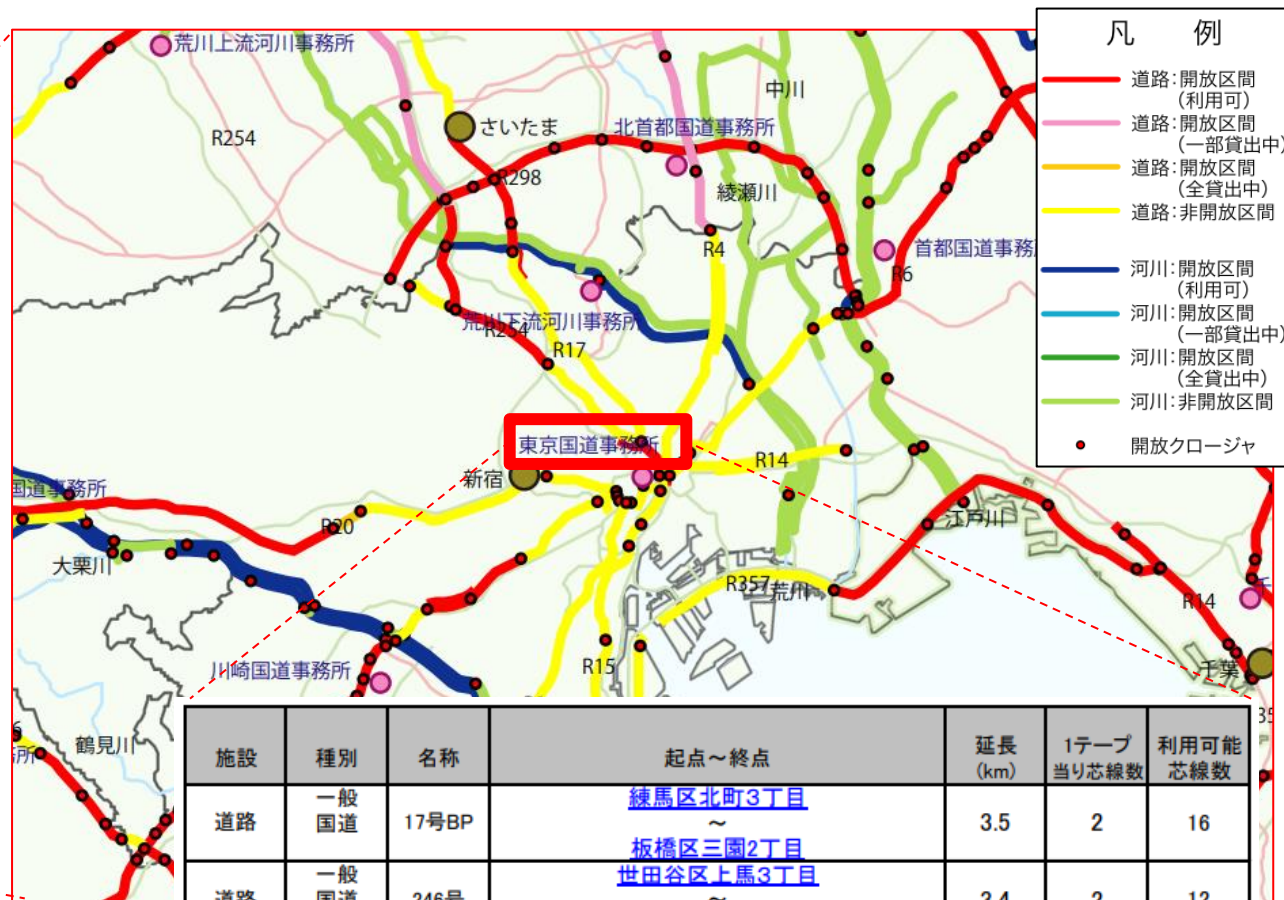 凡 例
道路:開放区間
(利用可)
道路:開放区間
(一部貸出中)
道路:開放区間
(全貸出中)
道路:非開放区間
河川:開放区間
(利用可)
河川:開放区間
(一部貸出中)
河川:開放区間
(全貸出中)
河川:非開放区間
開放クロージャ
荒川上流河川事務所
中川
さいたま
北首都国道事務所
R254
R298
綾瀬川
R4
首都国道事務
R6
荒川下流河川事務所
R254
R17
東京国道事務所
新宿
R14
国道事務所
R20
江戸川
大栗川
R357
荒川
R14
川崎国道事務所
R15
千葉
鶴見川
施設 種別 名称 起点~終点 延長 (km) 1テープ 当り芯線数 利用可能 芯線数
道路 一般 国道 17号BP 練馬区北町3丁目 ~ 板橋区三園2丁目 3.5 2 16
道路 一般 国道 246号 世田谷区上馬3丁目 ~ 3.4 2 12